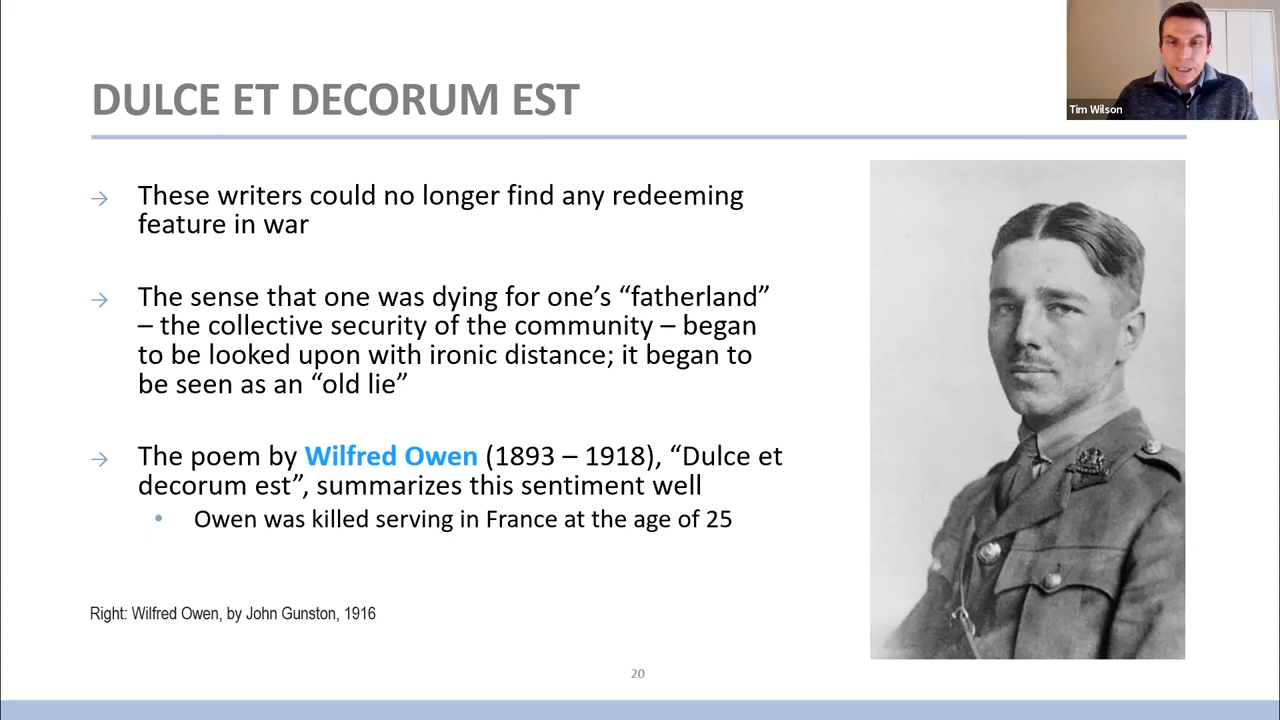 DULCE ET DECORUM EST
Tim Wilson
→ These writers could no longer find any redeeming
feature in war
→ The sense that one was dying for one’s “fatherland”
– the collective security of the community – began
to be looked upon with ironic distance; it began to
be seen as an “old lie”
→ The poem by Wilfred Owen (1893 – 1918), “Dulce et
decorum est”, summarizes this sentiment well
• Owen was killed serving in France at the age of 25
Right: Wilfred Owen, by John Gunston, 1916
20